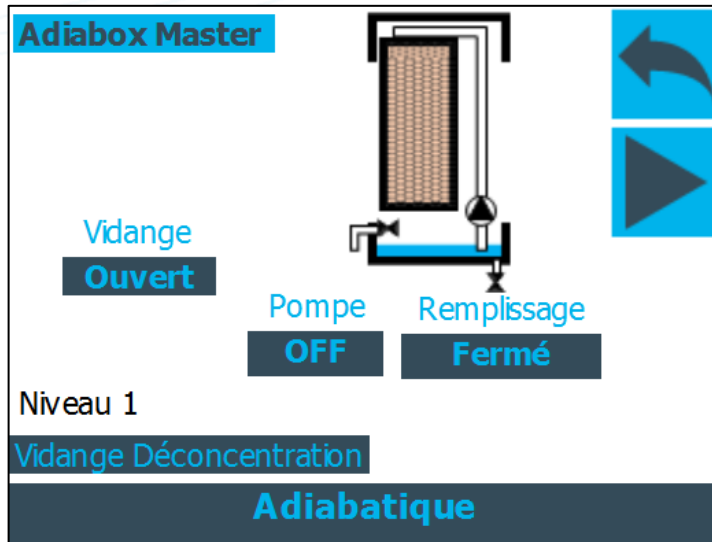 Adiabox Master
Vidange
Ouvert
Pompe
OFF
Remplissage
Fermé
Niveau 1
Vidange Déconcentration
Adiabatique